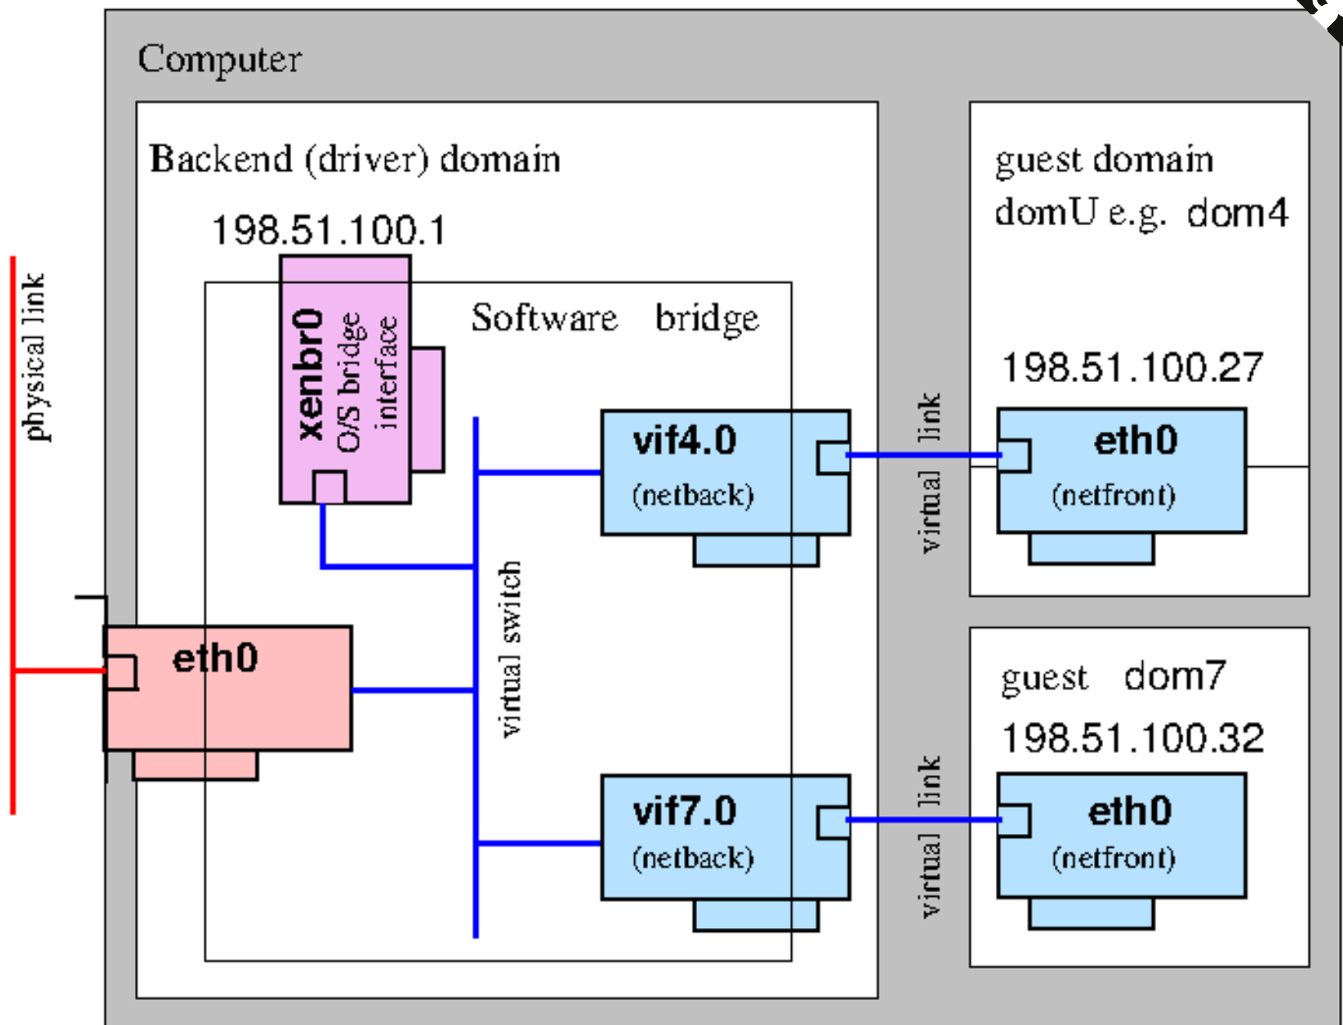 Computer
Backend (driver) domain
198.51.100.1
xenbr0
O/S bridge
interface
Software bridge
physical link
eth0
virtual switch
vif4.0
(netback)
vif7.0
(netback)
virtual link
virtual link
guest domain
domU e.g. dom4
198.51.100.27
eth0
(netfront)
guest dom7
198.51.100.32
eth0
(netfront)